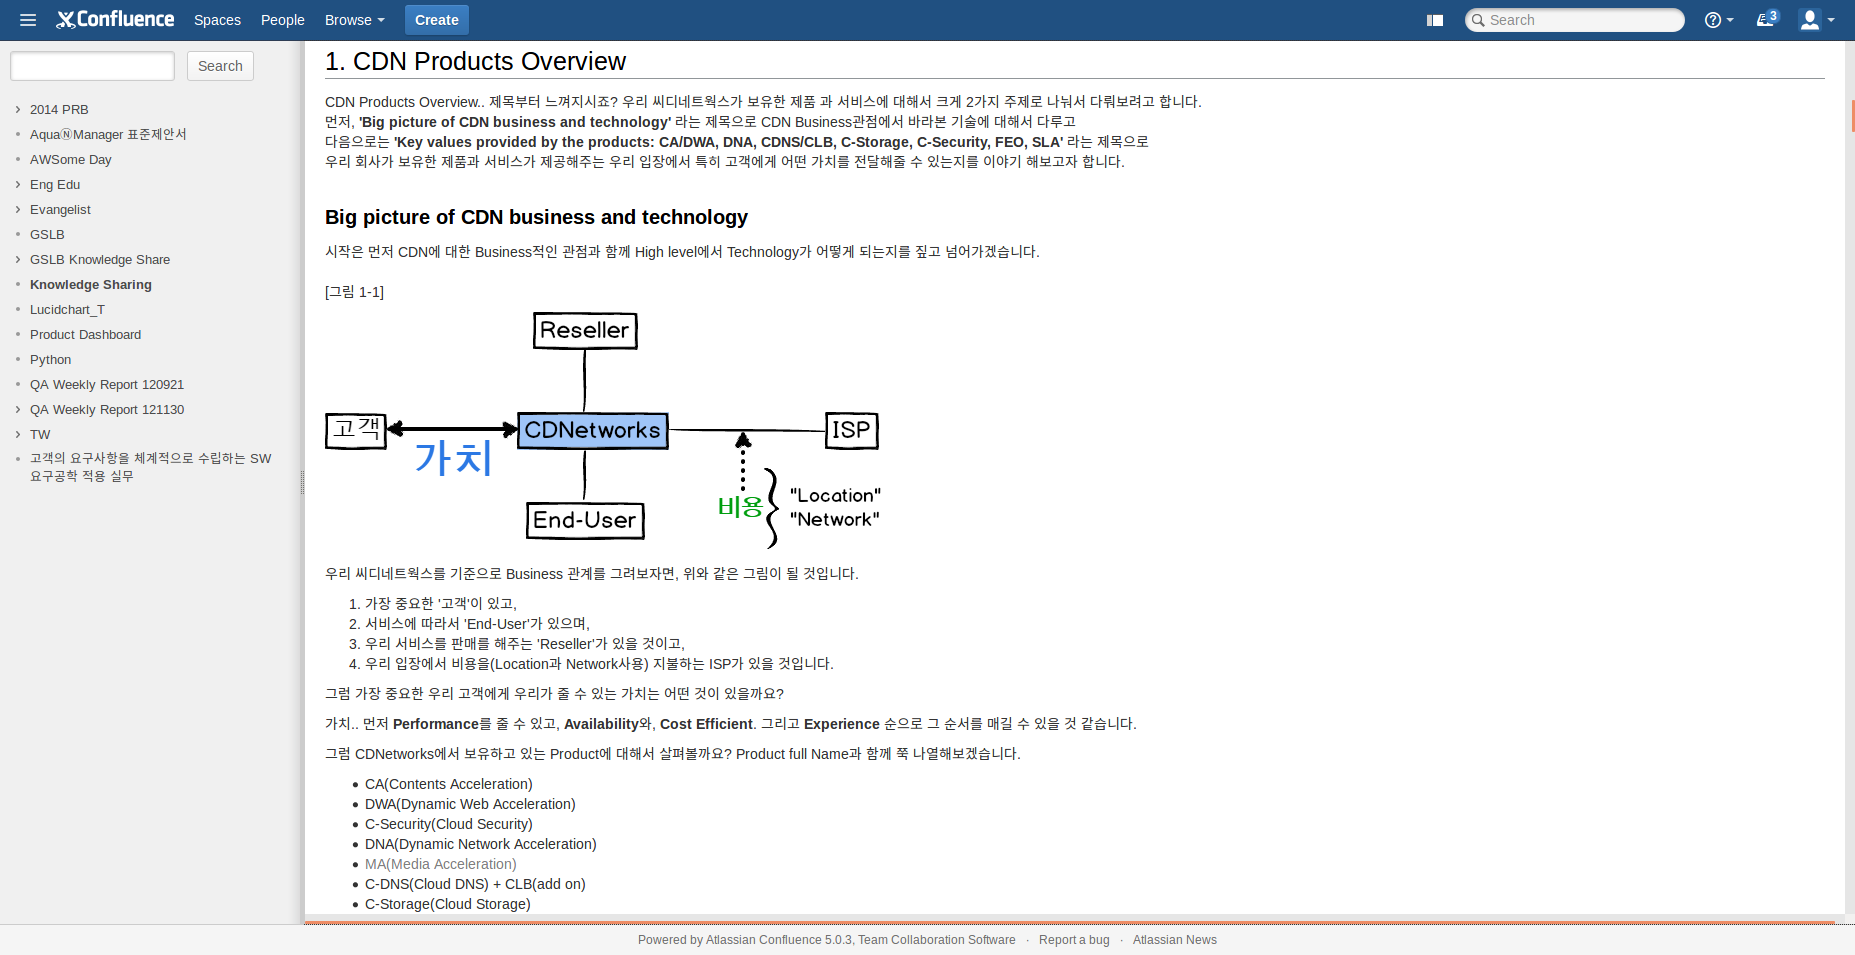 Confluence Spaces People Browse Create Search 3
Search
2014 PRB
AquaⓃManager 표준제안서
AWSome Day
Eng Edu
Evangelist
GSLB
GSLB Knowledge Share
Knowledge Sharing
Lucidchart_T
Product Dashboard
Python
QA Weekly Report 120921
QA Weekly Report 121130
TW
고객의 요구사항을 체계적으로 수립하는 SW
요구공학 적용 실무
1. CDN Products Overview
CDN Products Overview.. 제목부터 느껴지시죠? 우리 씨디네트웍스가 보유한 제품 과 서비스에 대해서 크게 2가지 주제로 나눠서 다뤄보려고 합니다.
먼저, 'Big picture of CDN business and technology' 라는 제목으로 CDN Business관점에서 바라본 기술에 대해서 다루고
다음으로는 'Key values provided by the products: CA/DWA, DNA, CDNS/CLB, C-Storage, C-Security, FEO, SLA' 라는 제목으로
우리 회사가 보유한 제품과 서비스가 제공해주는 우리 입장에서 특히 고객에게 어떤 가치를 전달해줄 수 있는지를 이야기 해보고자 합니다.
Big picture of CDN business and technology
시작은 먼저 CDN에 대한 Business적인 관점과 함께 High level에서 Technology가 어떻게 되는지를 짚고 넘어가겠습니다.
[그림 1-1]
Reseller
고객
CDNetworks
ISP
가치
비용
"Location"
"Network"
End-User
우리 씨디네트웍스를 기준으로 Business 관계를 그려보자면, 위와 같은 그림이 될 것입니다.
1. 가장 중요한 '고객'이 있고,
2. 서비스에 따라서 'End-User'가 있으며,
3. 우리 서비스를 판매를 해주는 'Reseller'가 있을 것이고,
4. 우리 입장에서 비용을(Location과 Network사용) 지불하는 ISP가 있을 것입니다.
그럼 가장 중요한 우리 고객에게 우리가 줄 수 있는 가치는 어떤 것이 있을까요?
가치.. 먼저 Performance를 줄 수 있고, Availability와, Cost Efficient. 그리고 Experience 순으로 그 순서를 매길 수 있을 것 같습니다.
그럼 CDNetworks에서 보유하고 있는 Product에 대해서 살펴볼까요? Product full Name과 함께 쭉 나열해보겠습니다.
• CA(Contents Acceleration)
• DWA(Dynamic Web Acceleration)
• C-Security(Cloud Security)
• DNA(Dynamic Network Acceleration)
• MA(Media Acceleration)
• C-DNS(Cloud DNS) + CLB(add on)
• C-Storage(Cloud Storage)
Powered by Atlassian Confluence 5.0.3, Team Collaboration Software · Report a bug · Atlassian News